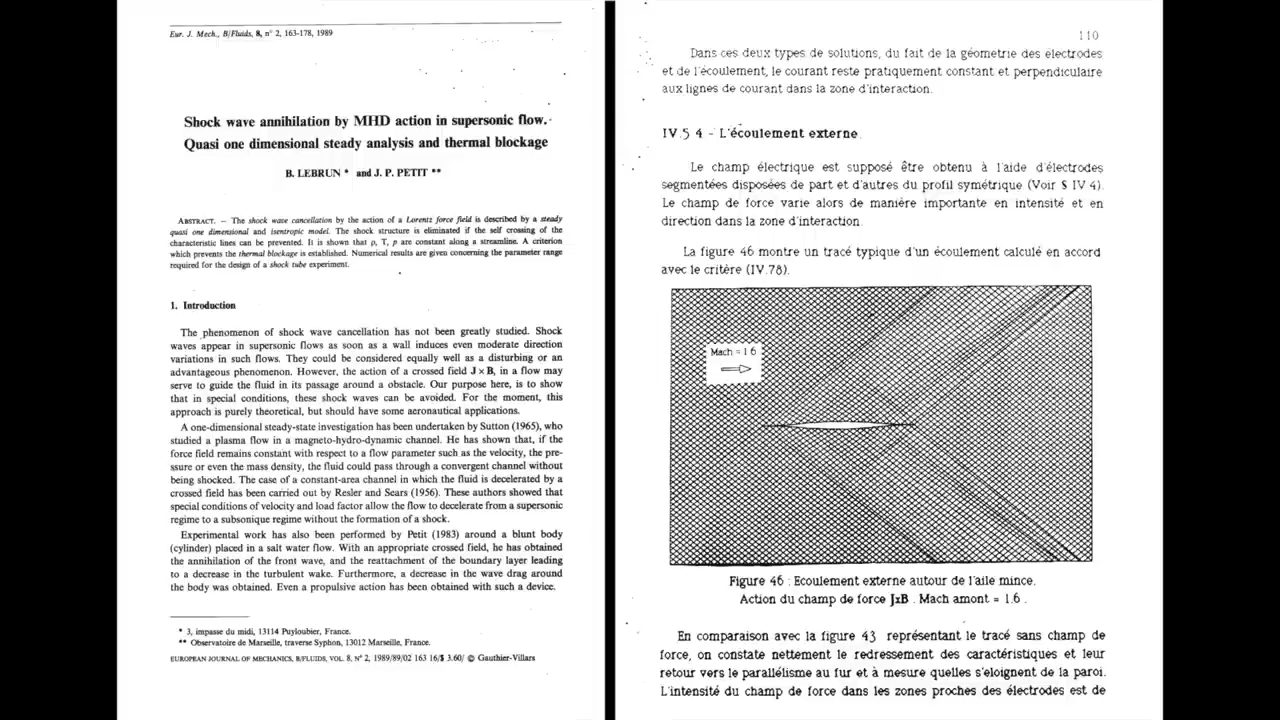 Eur. J. Mech., B/Fluids, 8, n° 2, 163-178, 1989
Shock wave annihilation by MHD action in supersonic flow.
Quasi one dimensional steady analysis and thermal blockage
B. LEBRUN * and J. P. PETIT **
ABSTRACT. – The shock wave cancellation by the action of a Lorentz force field is described by a steady
quasi one dimensional and isentropic model. The shock structure is eliminated if the self crossing of the
characteristic lines can be prevented. It is shown that ρ, T, p are constant along a streamline. A criterion
which prevents the thermal blockage is established. Numerical results are given concerning the parameter range
required for the design of a shock tube experiment.
1. Introduction
The phenomenon of shock wave cancellation has not been greatly studied. Shock
waves appear in supersonic flows as soon as a wall induces even moderate direction
variations in such flows. They could be considered equally well as a disturbing or an
advantageous phenomenon. However, the action of a crossed field J × B, in a flow may
serve to guide the fluid in its passage around a obstacle. Our purpose here, is to show
that in special conditions, these shock waves can be avoided. For the moment, this
approach is purely theoretical, but should have some aeronautical applications.
A one-dimensional steady-state investigation has been undertaken by Sutton (1965), who
studied a plasma flow in a magneto-hydro-dynamic channel. He has shown that, if the
force field remains constant with respect to a flow parameter such as the velocity, the pre-
ssure or even the mass density, the fluid could pass through a convergent channel without
being shocked. The case of a constant-area channel in which the fluid is decelerated by a
crossed field has been carried out by Resler and Sears (1956). These authors showed that
special conditions of velocity and load factor allow the flow to decelerate from a supersonic
regime to a subsonique regime without the formation of a shock.
Experimental work has also been performed by Petit (1983) around a blunt body
(cylinder) placed in a salt water flow. With an appropriate crossed field, he has obtained
the annihilation of the front wave, and the reattachment of the boundary layer leading
to a decrease in the turbulent wake. Furthermore, a decrease in the wave drag around
the body was obtained. Even a propulsive action has been obtained with such a device.
* 3, impasse du midi, 13114 Puyloubier, France.
** Observatoire de Marseille, traverse Syphon, 13012 Marseille, France.
EUROPEAN JOURNAL OF MECHANICS, B/FLUIDS, VOL. 8, N° 2, 1989/89/02 163 16/$ 3.60/ © Gauthier-Villars
110
Dans ces deux types de solutions, du fait de la géometrie des électrodes
et de l'écoulement, le courant reste pratiquement constant et perpendiculaire
aux lignes de courant dans la zone d'interaction.
IV.5 4 - L'écoulement externe.
Le champ électrique est supposé être obtenu à l'aide d'électrodes
segmentées disposées de part et d'autres du profil symétrique (Voir § IV 4).
Le champ de force varie alors de manière importante en intensité et en
direction dans la zone d'interaction.
La figure 46 montre un tracé typique d'un écoulement calculé en accord
avec le critère (IV.78).
Mach = 1 6
Figure 46 : Ecoulement externe autour de l'aile mince.
Action du champ de force JxB . Mach amont = 1.6 .
En comparaison avec la figure 43 représentant le tracé sans champ de
force, on constate nettement le redressement des caractéristiques et leur
retour vers le parallélisme au fur et à mesure quelles s'eloignent de la paroi.
L'intensité du champ de force dans les zones proches des électrodes est de